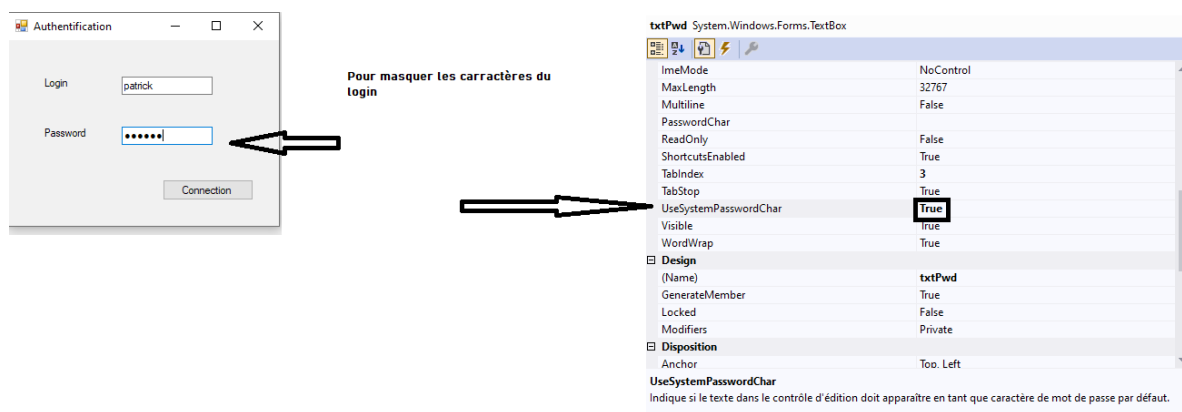 Authentification
Login
patrick
Password
●●●●●●
Connection
Pour masquer les carractères du
login
txtPwd System.Windows.Forms.TextBox
ImeMode NoControl
MaxLength 32767
Multiline False
PasswordChar
ReadOnly False
ShortcutsEnabled True
TabIndex 3
TabStop True
UseSystemPasswordChar True
Visible True
WordWrap True
Design
(Name) txtPwd
GenerateMember True
Locked False
Modifiers Private
Disposition
Anchor Top, Left
UseSystemPasswordChar
Indique si le texte dans le contrôle d'édition doit apparaître en tant que caractère de mot de passe par défaut.